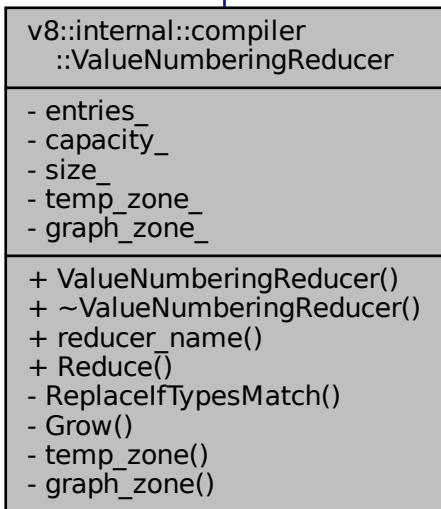 v8::internal::compiler
::ValueNumberingReducer
- entries_
- capacity_
- size_
- temp_zone_
- graph_zone_
+ ValueNumberingReducer()
+ ~ValueNumberingReducer()
+ reducer_name()
+ Reduce()
- ReplaceIfTypesMatch()
- Grow()
- temp_zone()
- graph_zone()